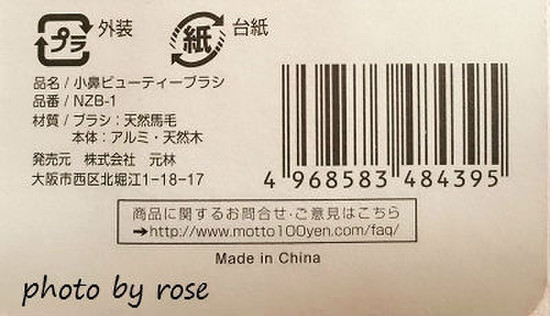 プラ 外装 紙 台紙
品名/小鼻ビューティーブラシ
品番/NZB-1
材質/ブラシ:天然馬毛
本体:アルミ・天然木
発売元 株式会社 元林
大阪市西区北堀江1-18-17
4 968583 484395
商品に関するお問合せ・ご意見はこちら
➔http://www.motto100yen.com/faq/
Made in China
photo by rose